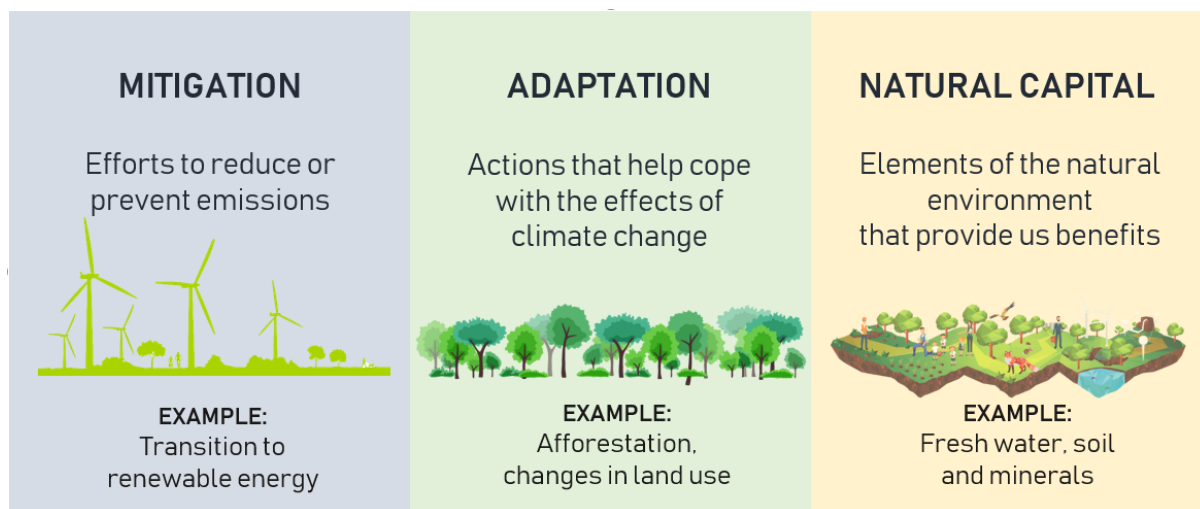 MITIGATION
Efforts to reduce or
prevent emissions
EXAMPLE:
Transition to
renewable energy
ADAPTATION
Actions that help cope
with the effects of
climate change
EXAMPLE:
Afforestation,
changes in land use
NATURAL CAPITAL
Elements of the natural
environment
that provide us benefits
EXAMPLE:
Fresh water, soil
and minerals